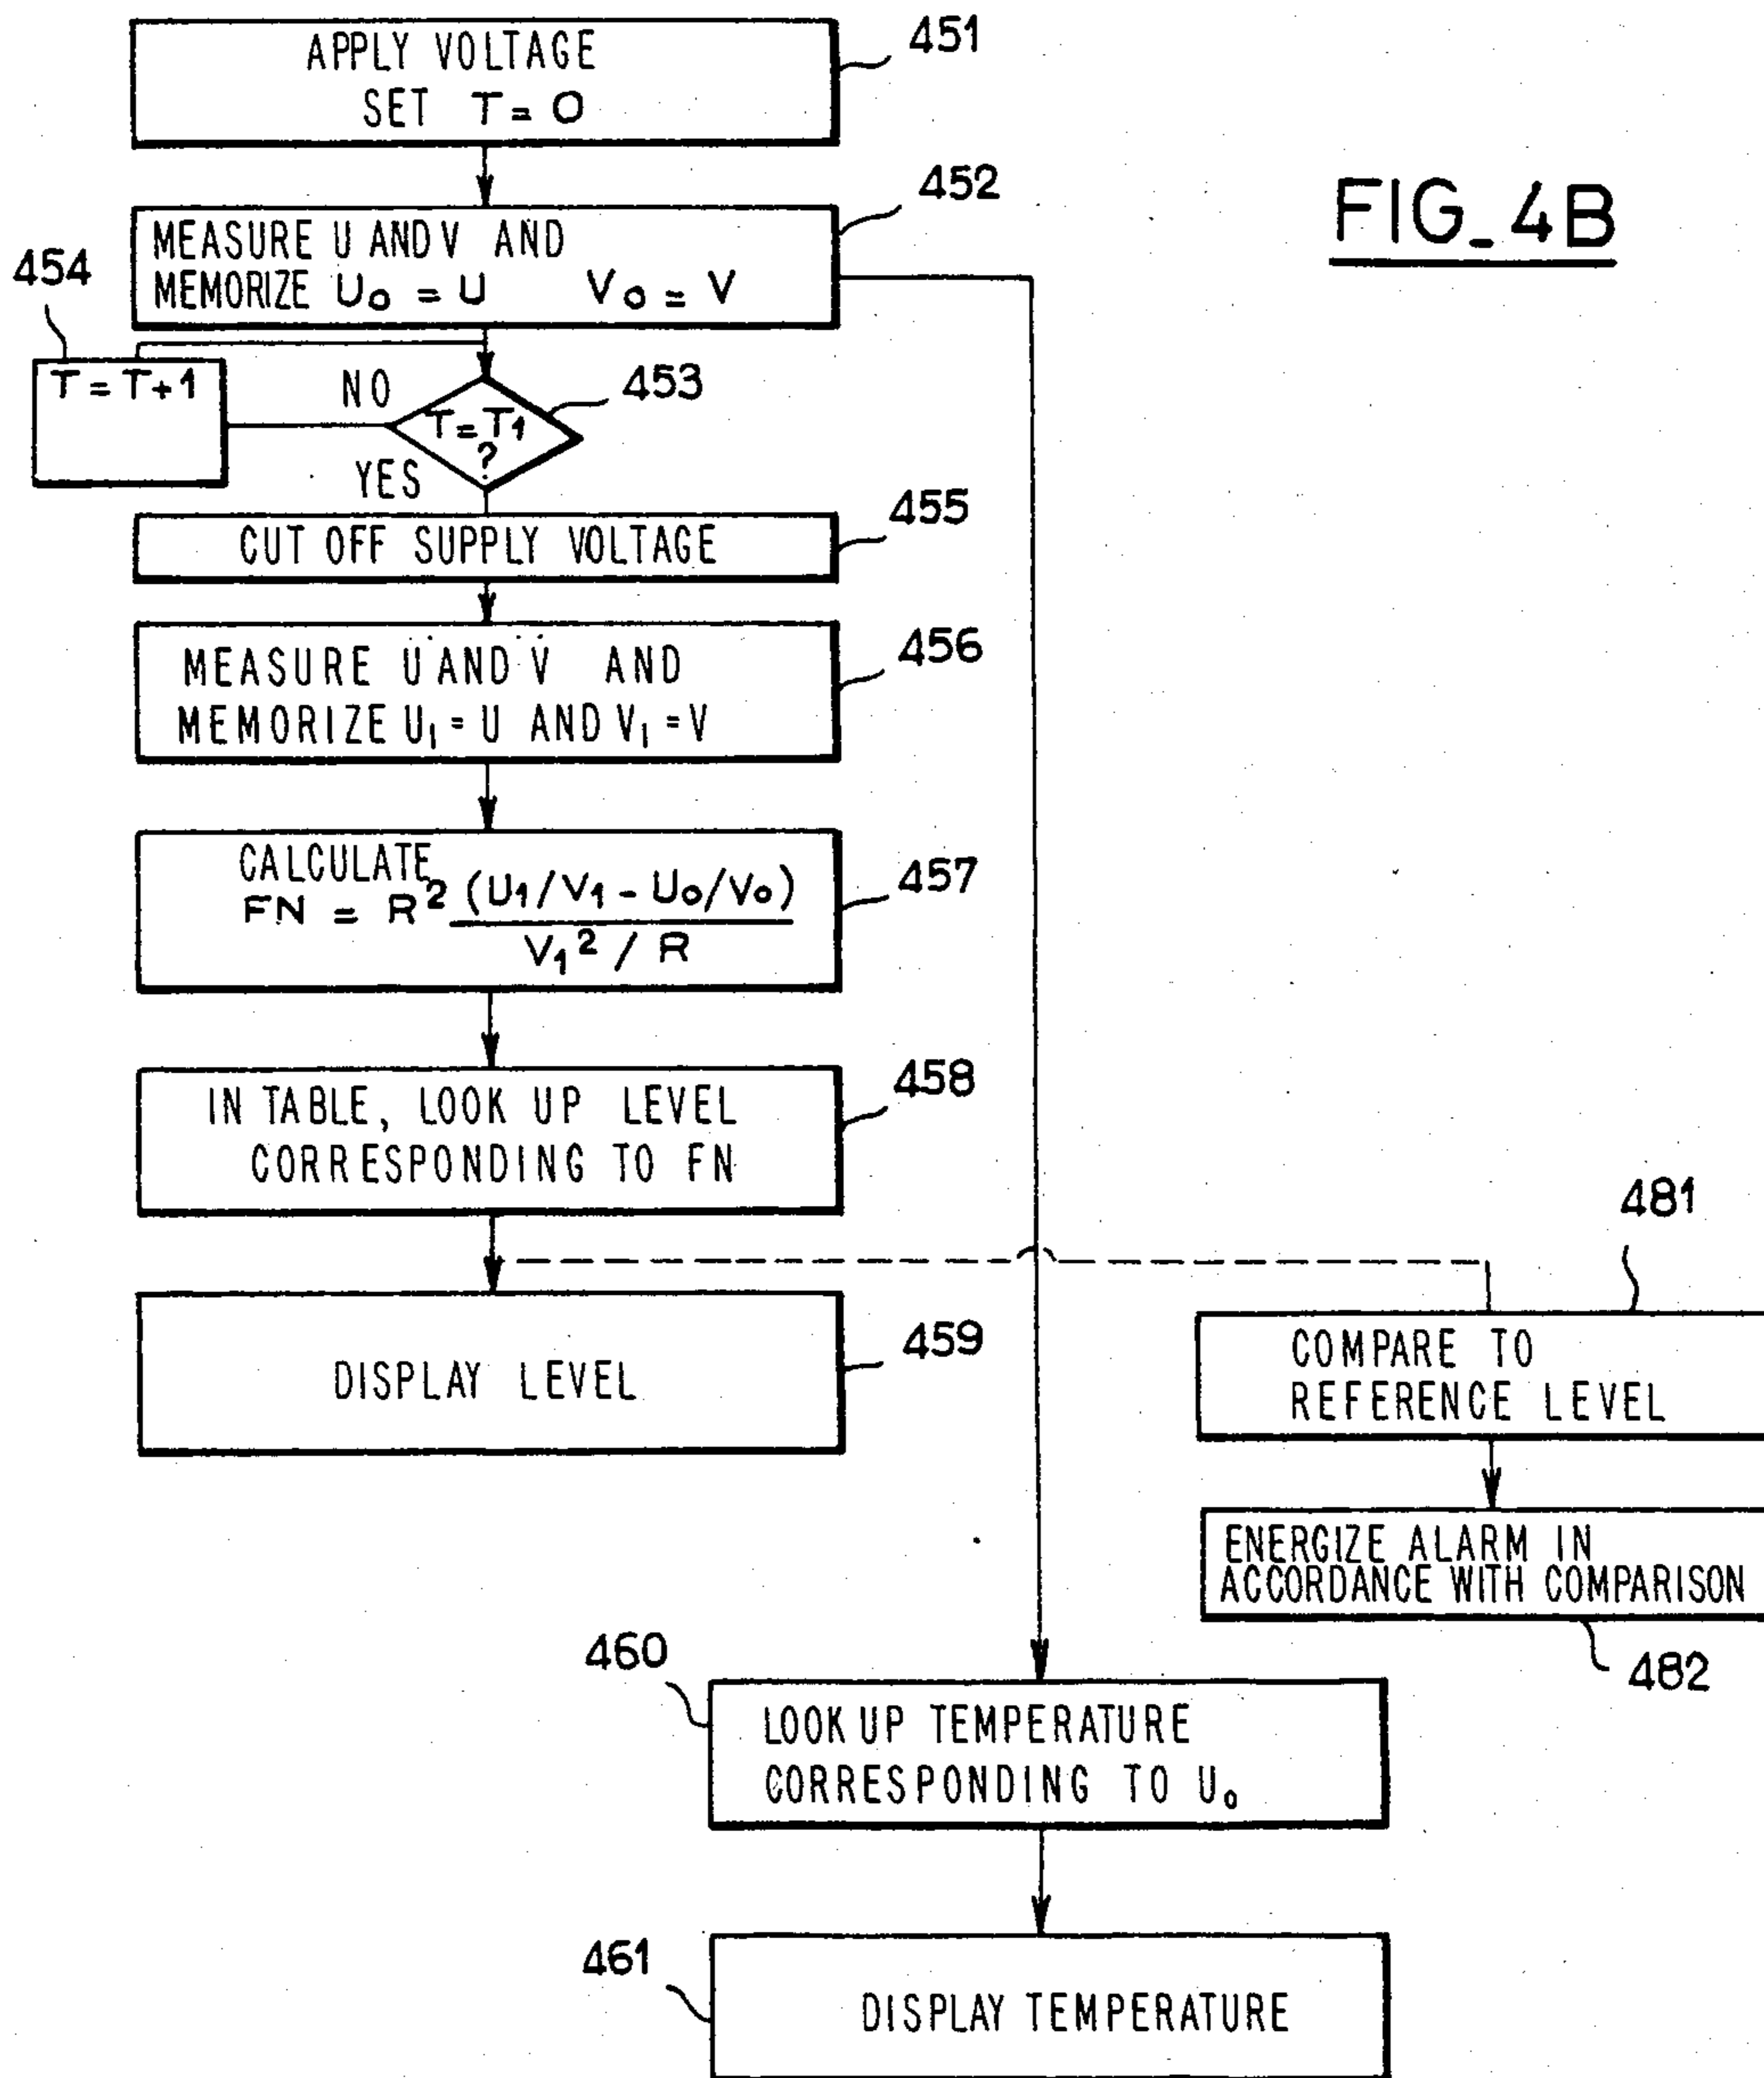 APPLY VOLTAGE
SET T = 0
451
FIG_4B
MEASURE U AND V AND
MEMORIZE U₀ = U V₀ = V
452
454
T = T+1
NO
T = T₁
?
453
YES
CUT OFF SUPPLY VOLTAGE
455
MEASURE U AND V AND
MEMORIZE U₁ = U AND V₁ = V
456
CALCULATE
FN = R² (U₁/V₁ - U₀/V₀)
V₁² / R
457
IN TABLE, LOOK UP LEVEL
CORRESPONDING TO FN
458
DISPLAY LEVEL
459
481
COMPARE TO
REFERENCE LEVEL
ENERGIZE ALARM IN
ACCORDANCE WITH COMPARISON
482
460
LOOK UP TEMPERATURE
CORRESPONDING TO U₀
461
DISPLAY TEMPERATURE